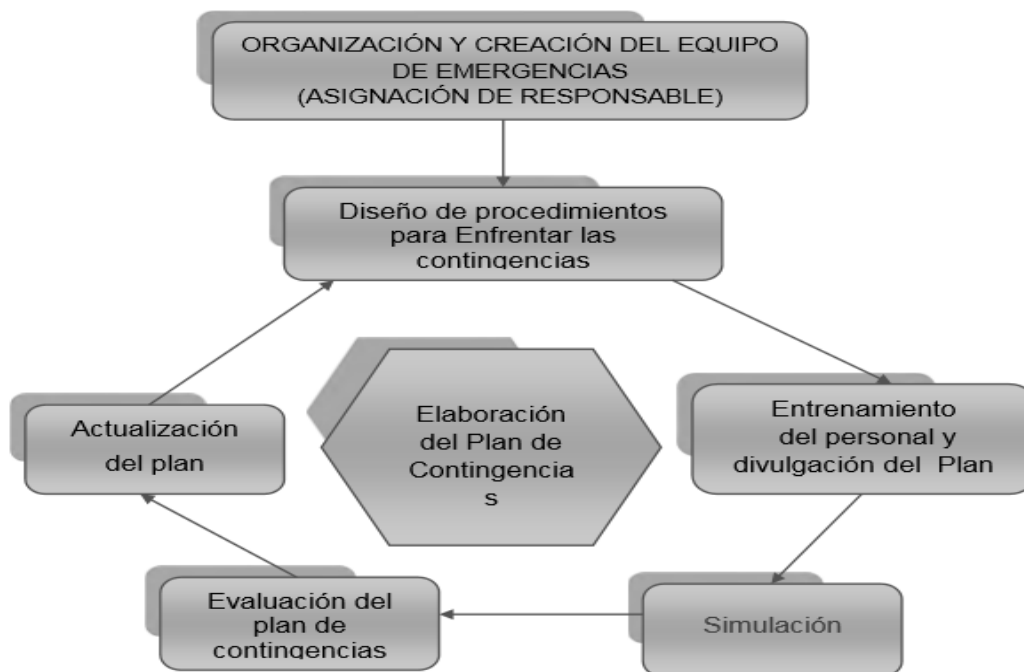 ORGANIZACIÓN Y CREACIÓN DEL EQUIPO
DE EMERGENCIAS
(ASIGNACIÓN DE RESPONSABLE)
Diseño de procedimientos
para Enfrentar las
contingencias
Entrenamiento
del personal y
divulgación del Plan
Simulación
Evaluación del
plan de
contingencias
Actualización
del plan
Elaboración
del Plan de
Contingencia
s